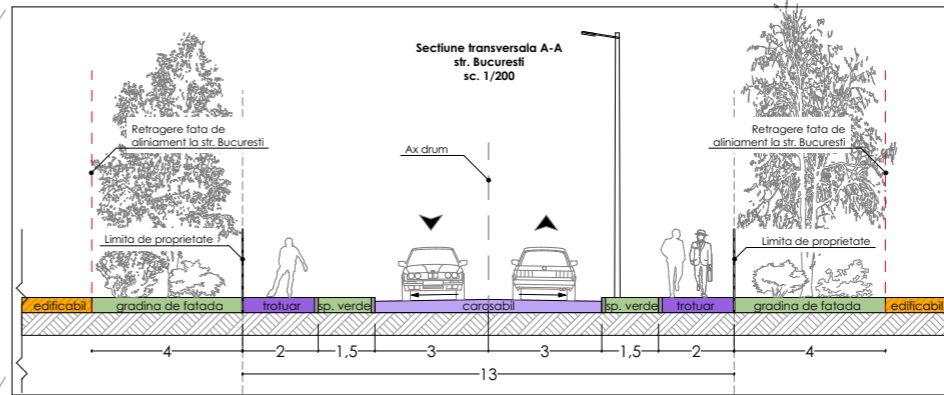 Sectiune transversala A-A
str. Bucuresti
sc. 1/200
Retragere fata de
aliniament la str. Bucuresti
Retragere fata de
aliniament la str. Bucuresti
Ax drum
Limita de proprietate
Limita de proprietate
edificabil gradina de fatada trotuar sp. verde carosabil sp. verde trotuar gradina de fatada edificabil
4 2 1,5 3 3 1,5 2 4
13